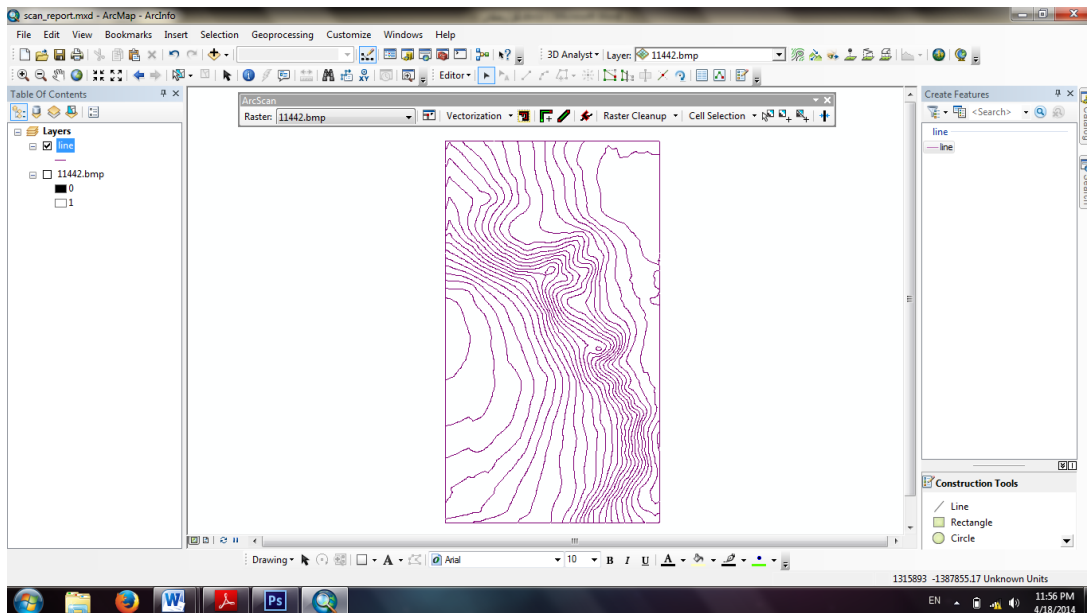 scan_report.mxd - ArcMap - ArcInfo
File Edit View Bookmarks Insert Selection Geoprocessing Customize Windows Help
3D Analyst Layer: 11442.bmp
Editor
Table Of Contents
Layers
line
11442.bmp
0
1
ArcScan
Raster: 11442.bmp Vectorization Raster Cleanup Cell Selection
Create Features
<Search>
line
line
Construction Tools
Line
Rectangle
Circle
Catalog
Drawing A Arial 10 B I U A
1315893 -1387855.17 Unknown Units
W Ps EN 11:56 PM
4/18/2014